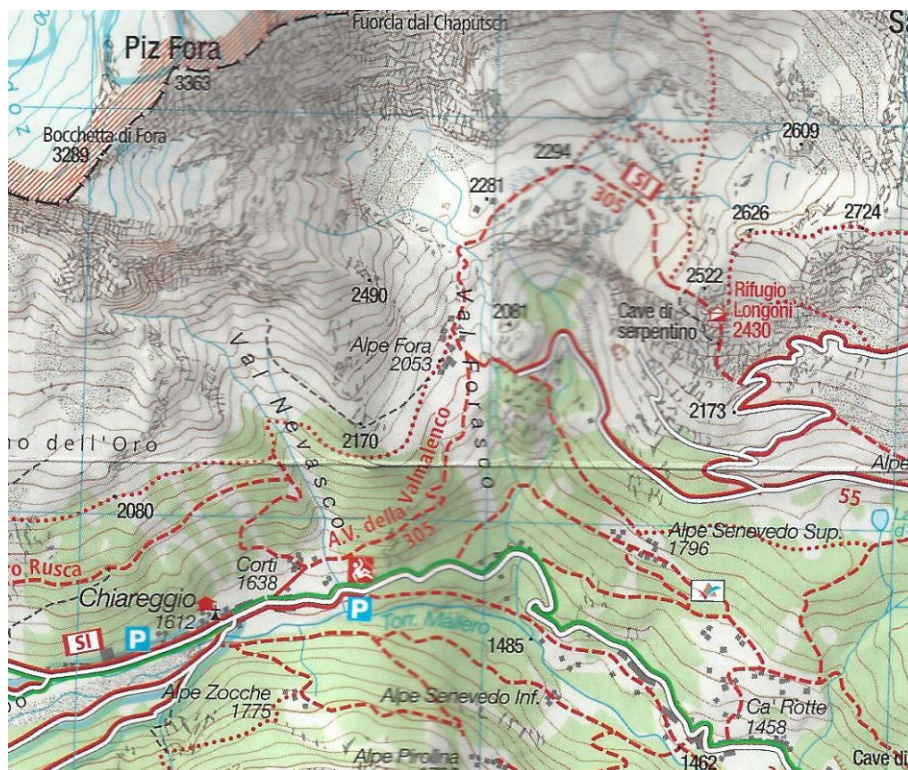 Fuorcla dal Chapütsch
Piz Fora
3363
Bocchetta di Fora
3289
2609
2294
SI
305
2281
2626
2724
2522
2490
Rifugio
Longoni
2430
Cave di
serpentino
2081
Val Forasco
Alpe Fora
2053
Val Nevasco
2173
2170
no dell'Oro
A.V. della Valmalenco
305
Alpe
55
2080
Alpe Senevedo Sup.
1796
ro Rusca
Corti
1638
Chiareggio
1612
P
SI
P
Torr. Mallero
1485
Alpe Zocche
1775
Alpe Senevedo Inf.
Ca' Rotte
1458
Alpe Pirolina
1462
Cave di